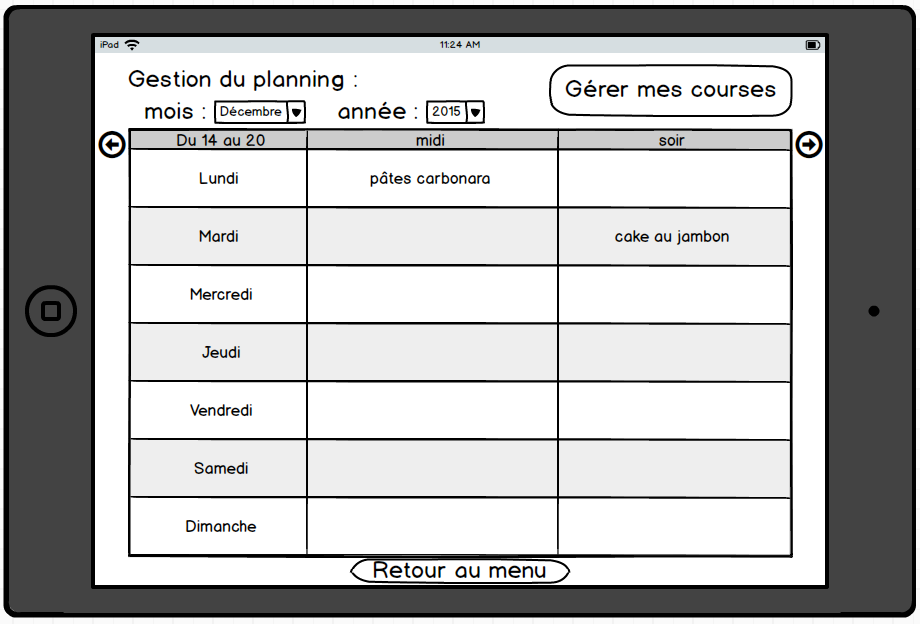 iPad 11:24 AM
Gestion du planning :
Gérer mes courses
mois : Décembre année : 2015
Du 14 au 20 midi soir
Lundi pâtes carbonara
Mardi cake au jambon
Mercredi
Jeudi
Vendredi
Samedi
Dimanche
Retour au menu